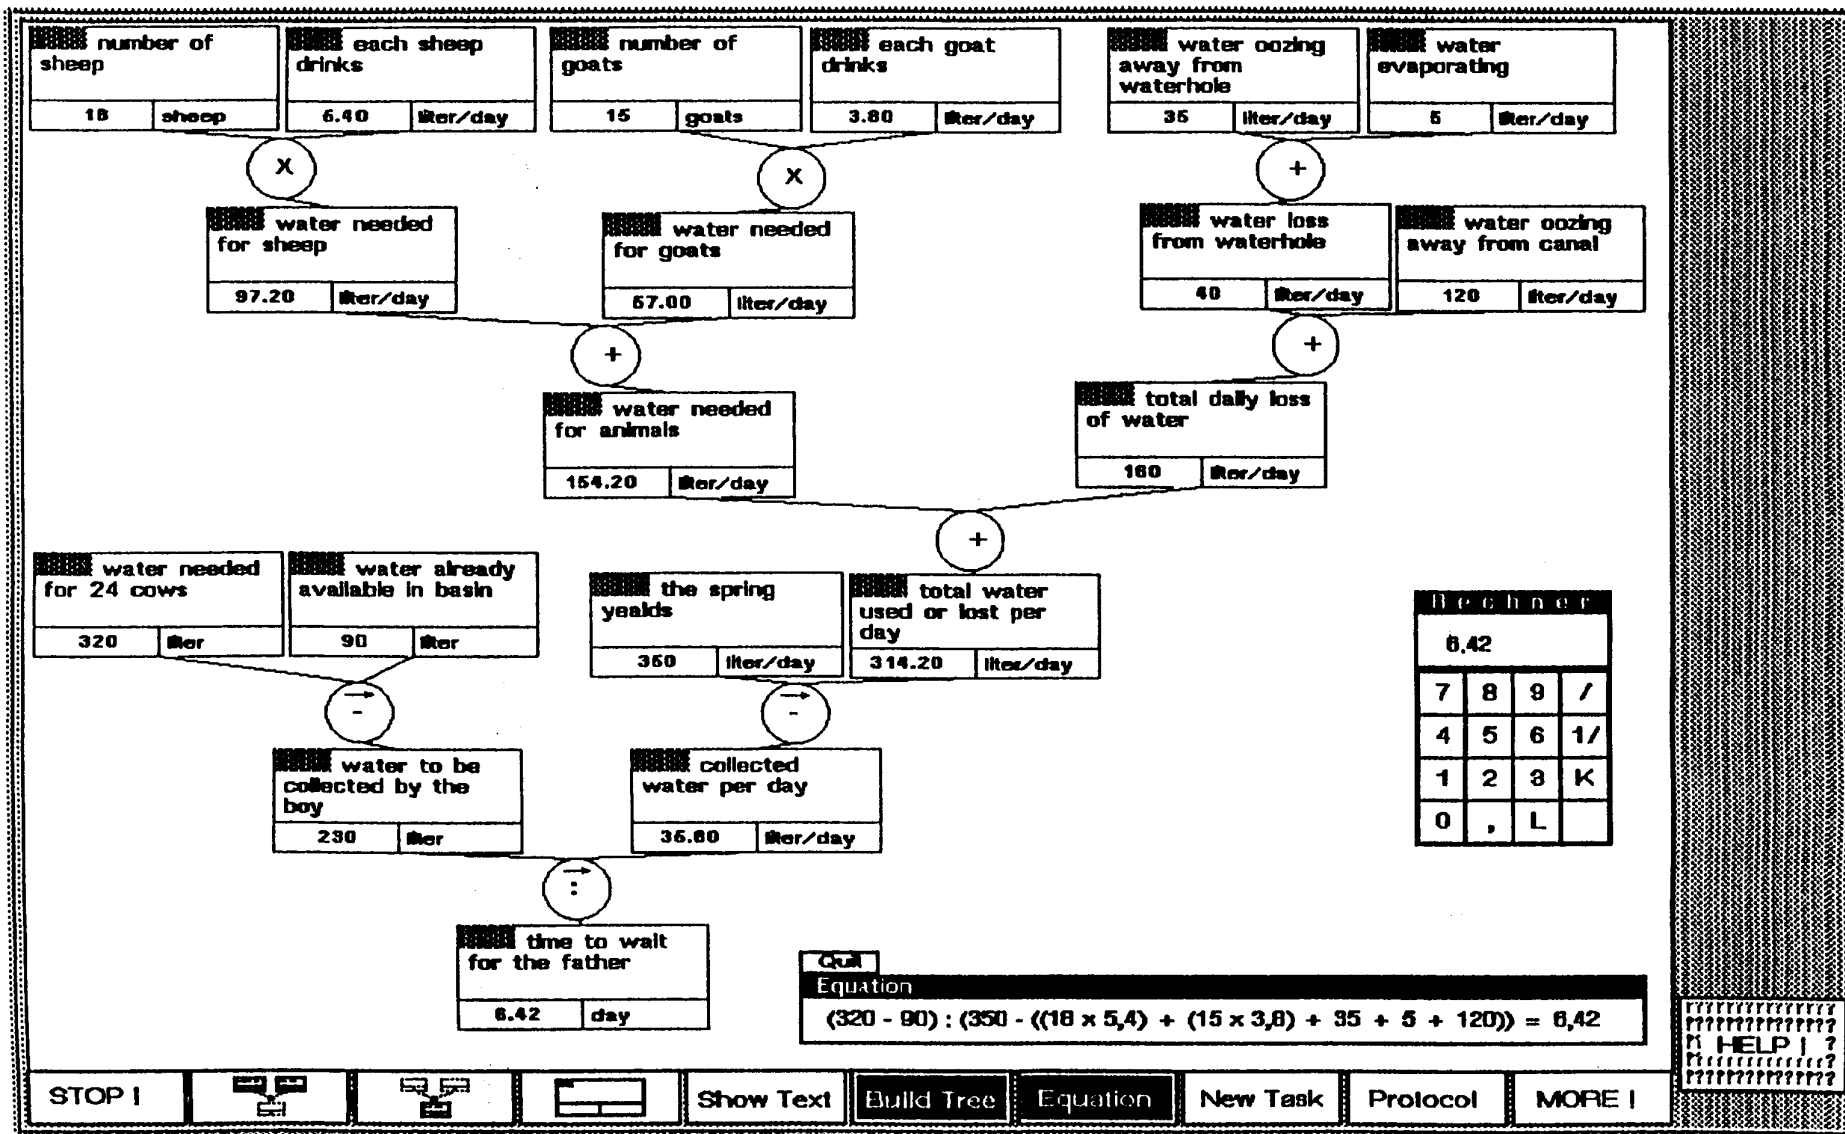 number of
sheep
18 sheep
each sheep
drinks
5.40 liter/day
number of
goats
15 goats
each goat
drinks
3.80 liter/day
water oozing
away from
waterhole
35 liter/day
water
evaporating
5 liter/day
X
X
+
water needed
for sheep
97.20 liter/day
water needed
for goats
57.00 liter/day
water loss
from waterhole
40 liter/day
water oozing
away from canal
120 liter/day
+
+
water needed
for animals
154.20 liter/day
total daily loss
of water
160 liter/day
+
water needed
for 24 cows
320 liter
water already
available in basin
90 liter
the spring
yealds
350 liter/day
total water
used or lost per
day
314.20 liter/day
-
-
water to be
collected by the
boy
230 liter
collected
water per day
35.80 liter/day
:
time to wait
for the father
6.42 day
Rechner
6,42
7 8 9 /
4 5 6 1/
1 2 3 K
0 , L
Quit
Equation
(320 - 90) : (350 - ((18 x 5,4) + (15 x 3,8) + 35 + 5 + 120)) = 6,42
HELP !
STOP ! Show Text Build Tree Equation New Task Protocol MORE !